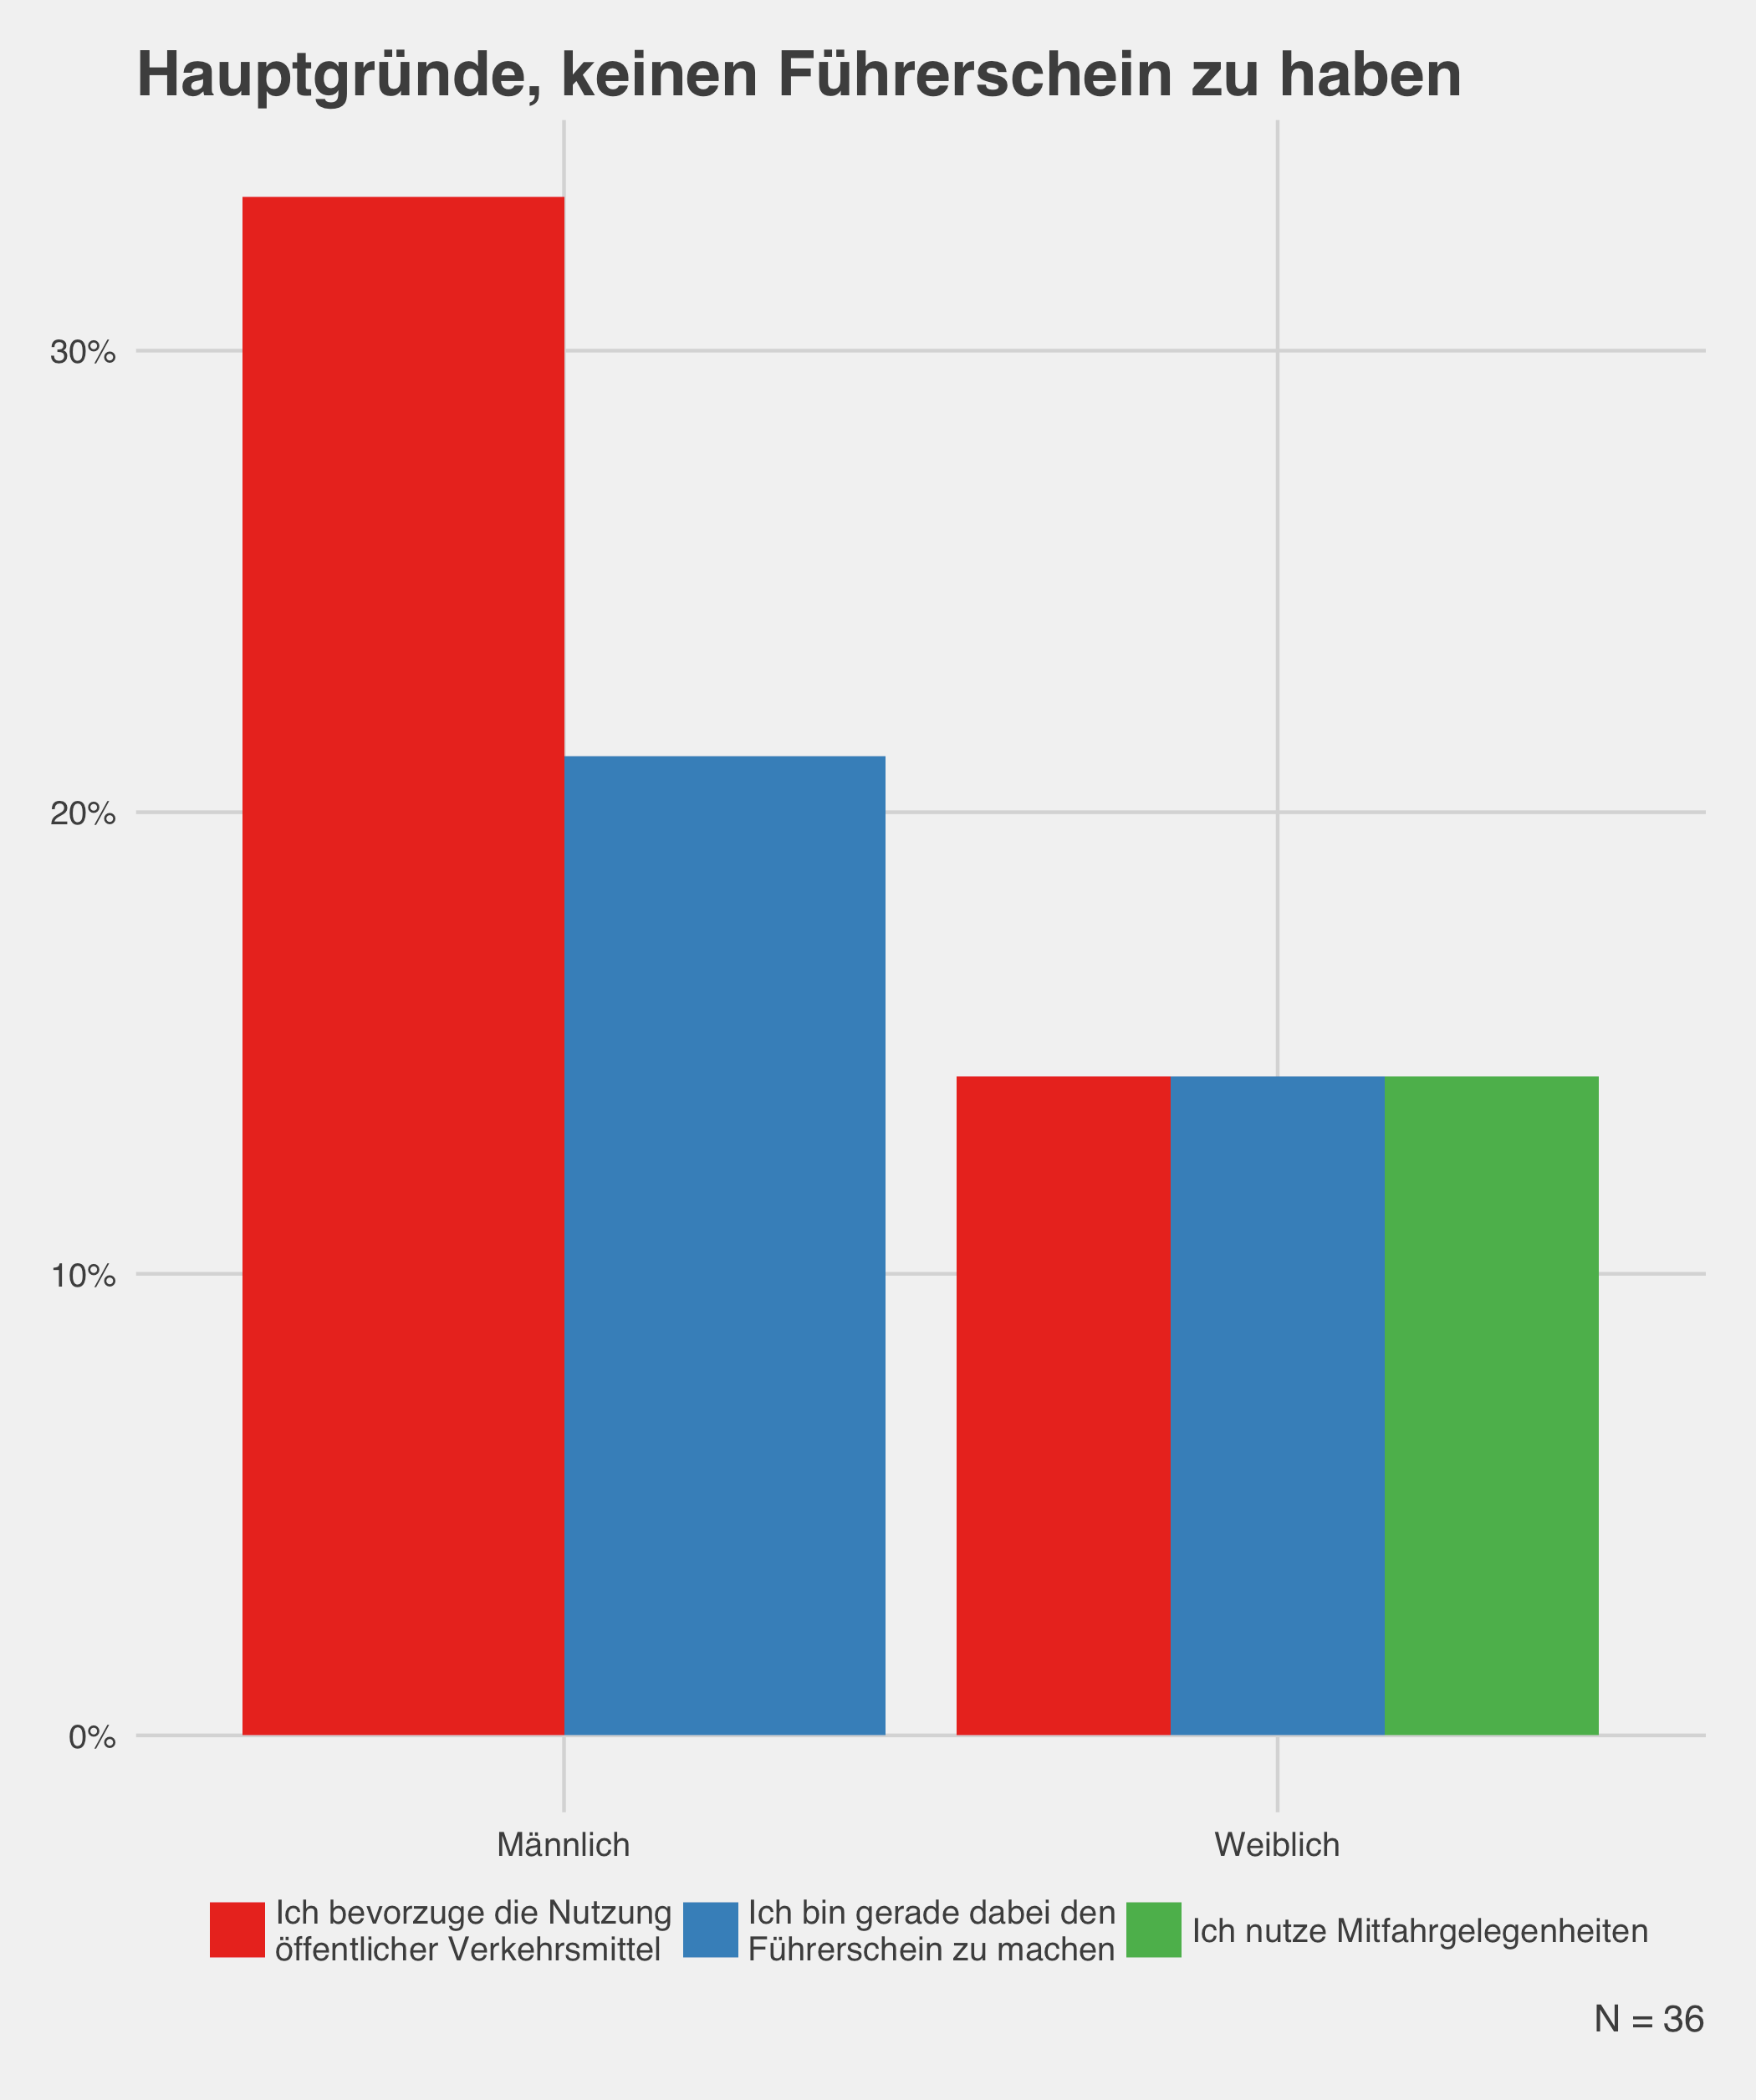 Hauptgründe, keinen Führerschein zu haben
30%
20%
10%
0%
Männlich
Weiblich
Ich bevorzuge die Nutzung
öffentlicher Verkehrsmittel
Ich bin gerade dabei den
Führerschein zu machen
Ich nutze Mitfahrgelegenheiten
N = 36